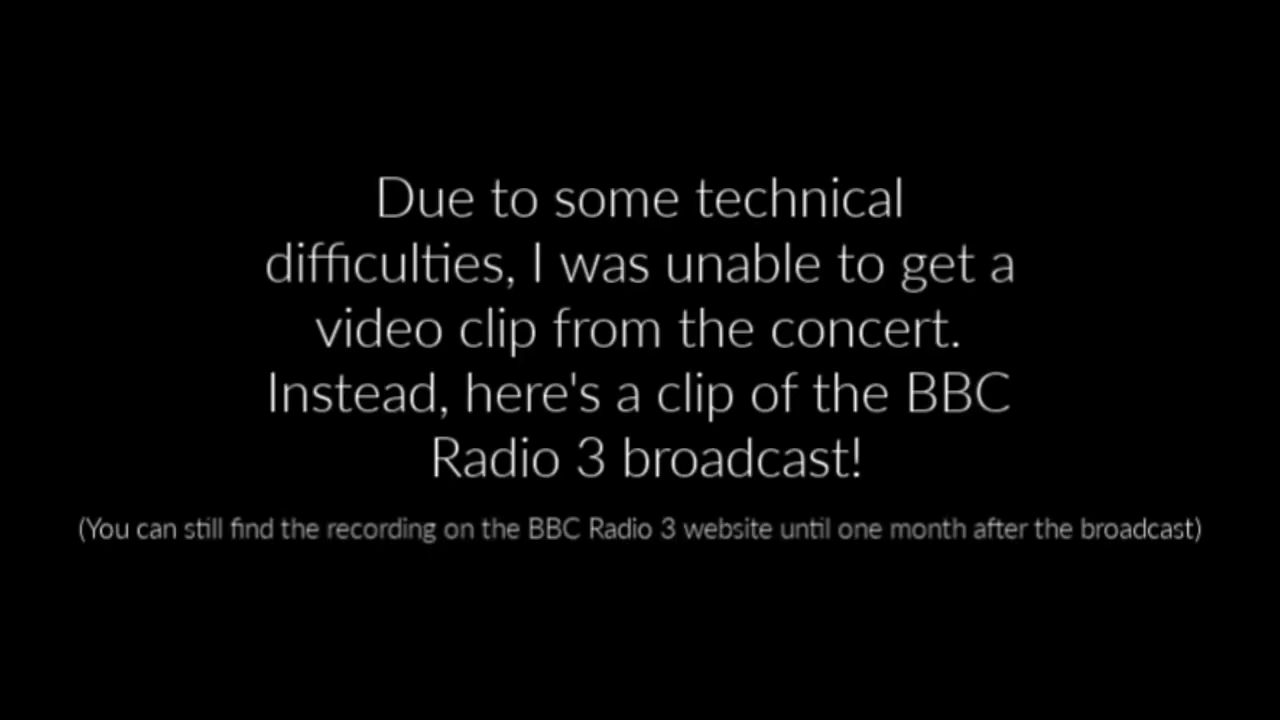 Due to some technical
difficulties, I was unable to get a
video clip from the concert.
Instead, here's a clip of the BBC
Radio 3 broadcast!
(You can still find the recording on the BBC Radio 3 website until one month after the broadcast)